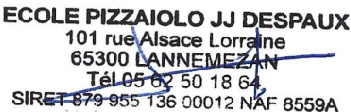 ECOLE PIZZAIOLO JJ DESPAUX
101 rue Alsace Lorraine
65300 LANNEMEZAN
Tél 05 62 50 18 64
SIRET 879 955 136 00012 NAF 8559A